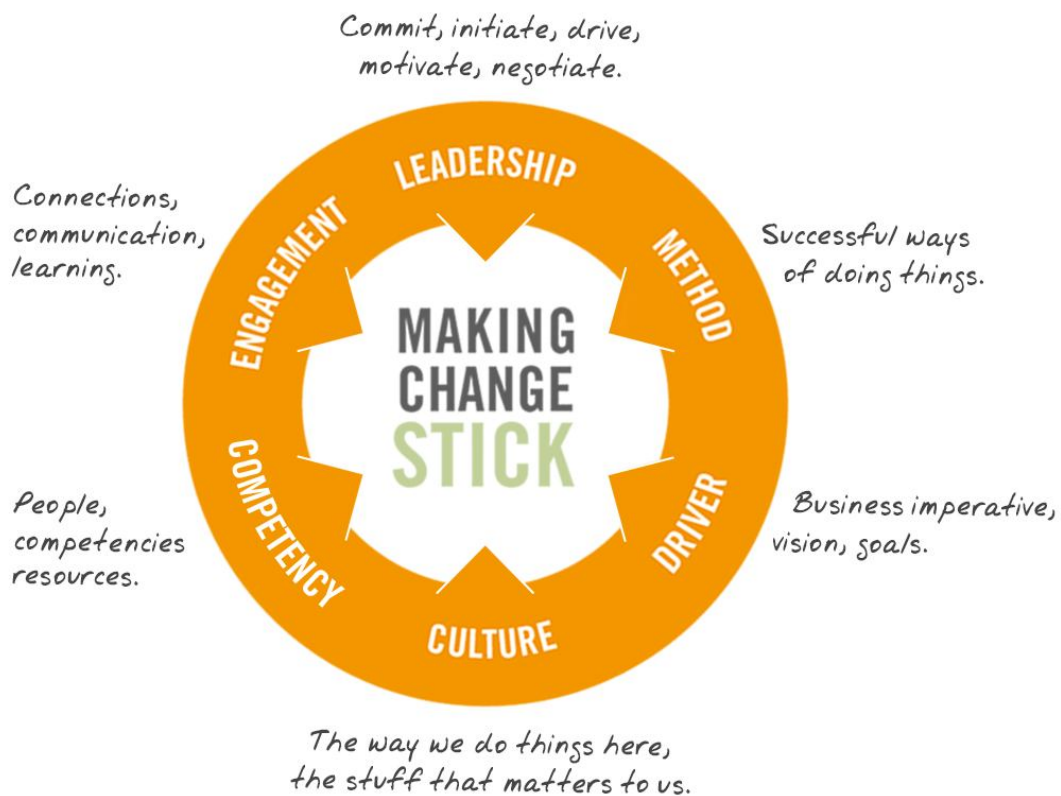 Commit, initiate, drive,
motivate, negotiate.
LEADERSHIP
Connections,
communication,
learning.
ENGAGEMENT
METHOD
Successful ways
of doing things.
MAKING
CHANGE
STICK
People,
competencies
resources.
COMPETENCY
DRIVER
Business imperative,
vision, goals.
CULTURE
The way we do things here,
the stuff that matters to us.